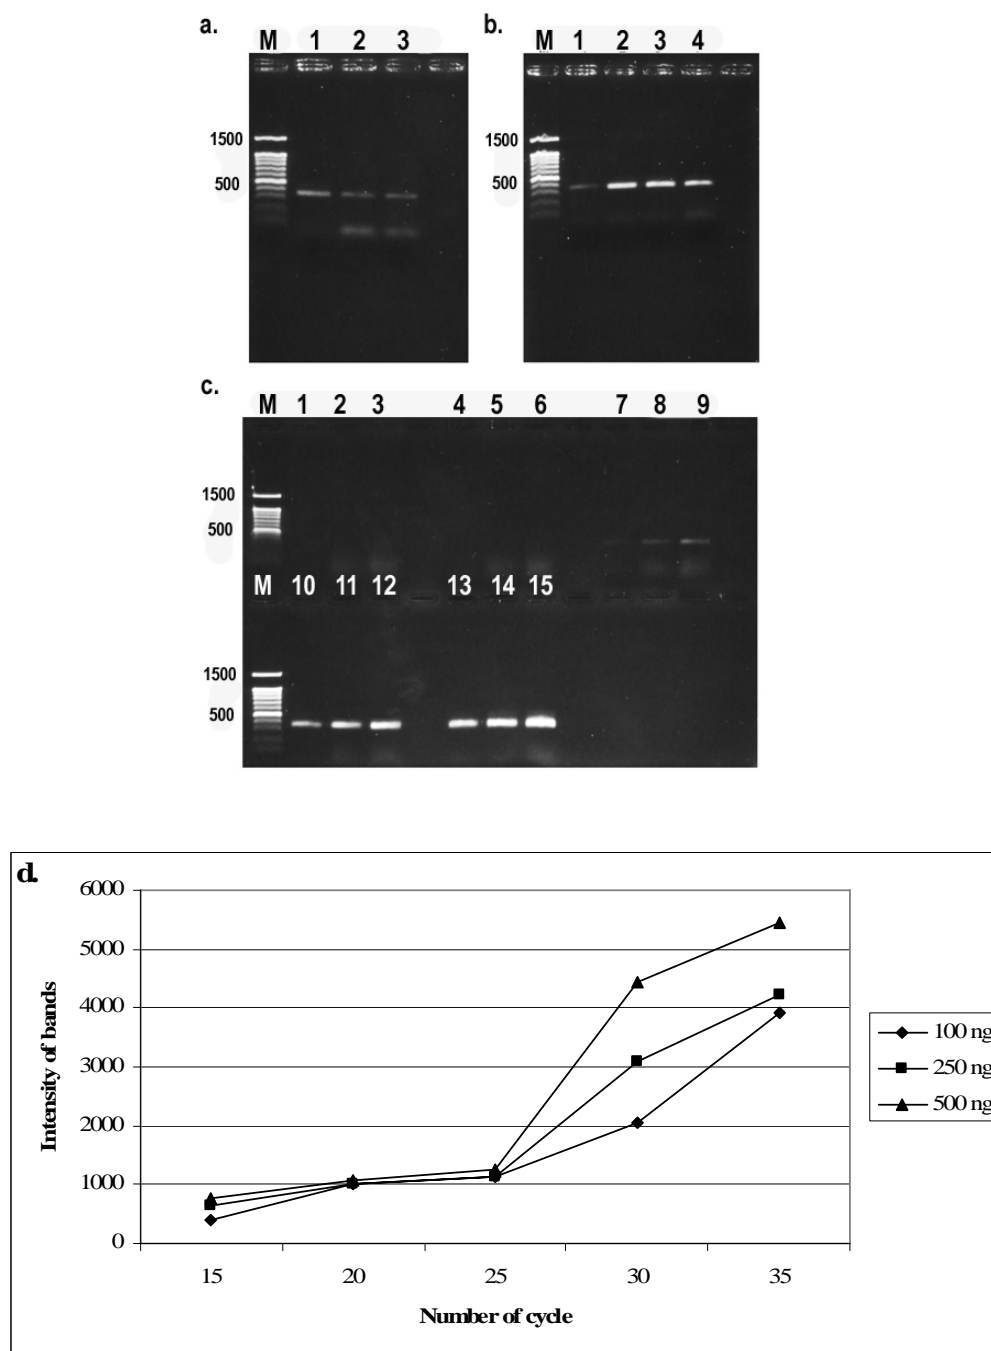 a.
M 1 2 3
1500
500
b.
M 1 2 3 4
1500
500
c.
M 1 2 3 4 5 6 7 8 9
1500
500
M 10 11 12 13 14 15
1500
500
d.
6000
5000
4000
3000
2000
1000
0
Intensity of bands
15 20 25 30 35
Number of cycle
100 ng
250 ng
500 ng